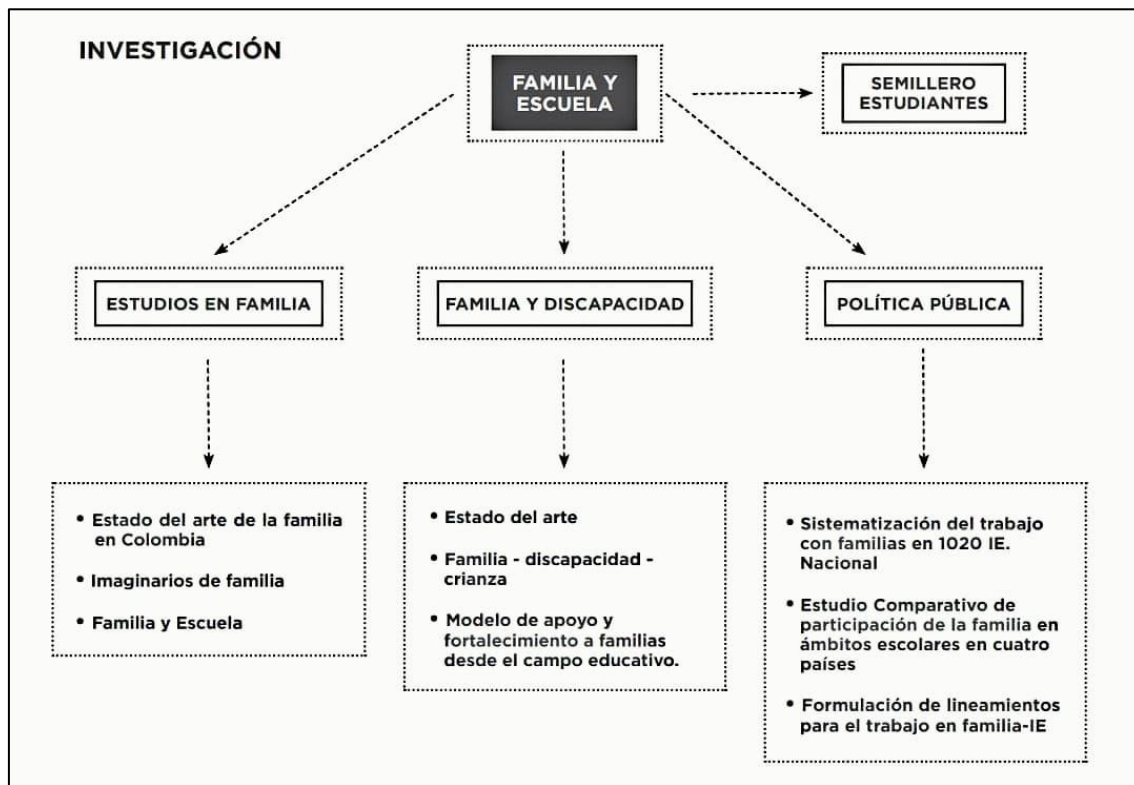 INVESTIGACIÓN
FAMILIA Y
ESCUELA
SEMILLERO
ESTUDIANTES
ESTUDIOS EN FAMILIA
FAMILIA Y DISCAPACIDAD
POLÍTICA PÚBLICA
• Estado del arte de la familia
en Colombia
• Imaginarios de familia
• Familia y Escuela
• Estado del arte
• Familia - discapacidad -
crianza
• Modelo de apoyo y
fortalecimiento a familias
desde el campo educativo.
• Sistematización del trabajo
con familias en 1020 IE.
Nacional
• Estudio Comparativo de
participación de la familia en
ámbitos escolares en cuatro
países
• Formulación de lineamientos
para el trabajo en familia-IE